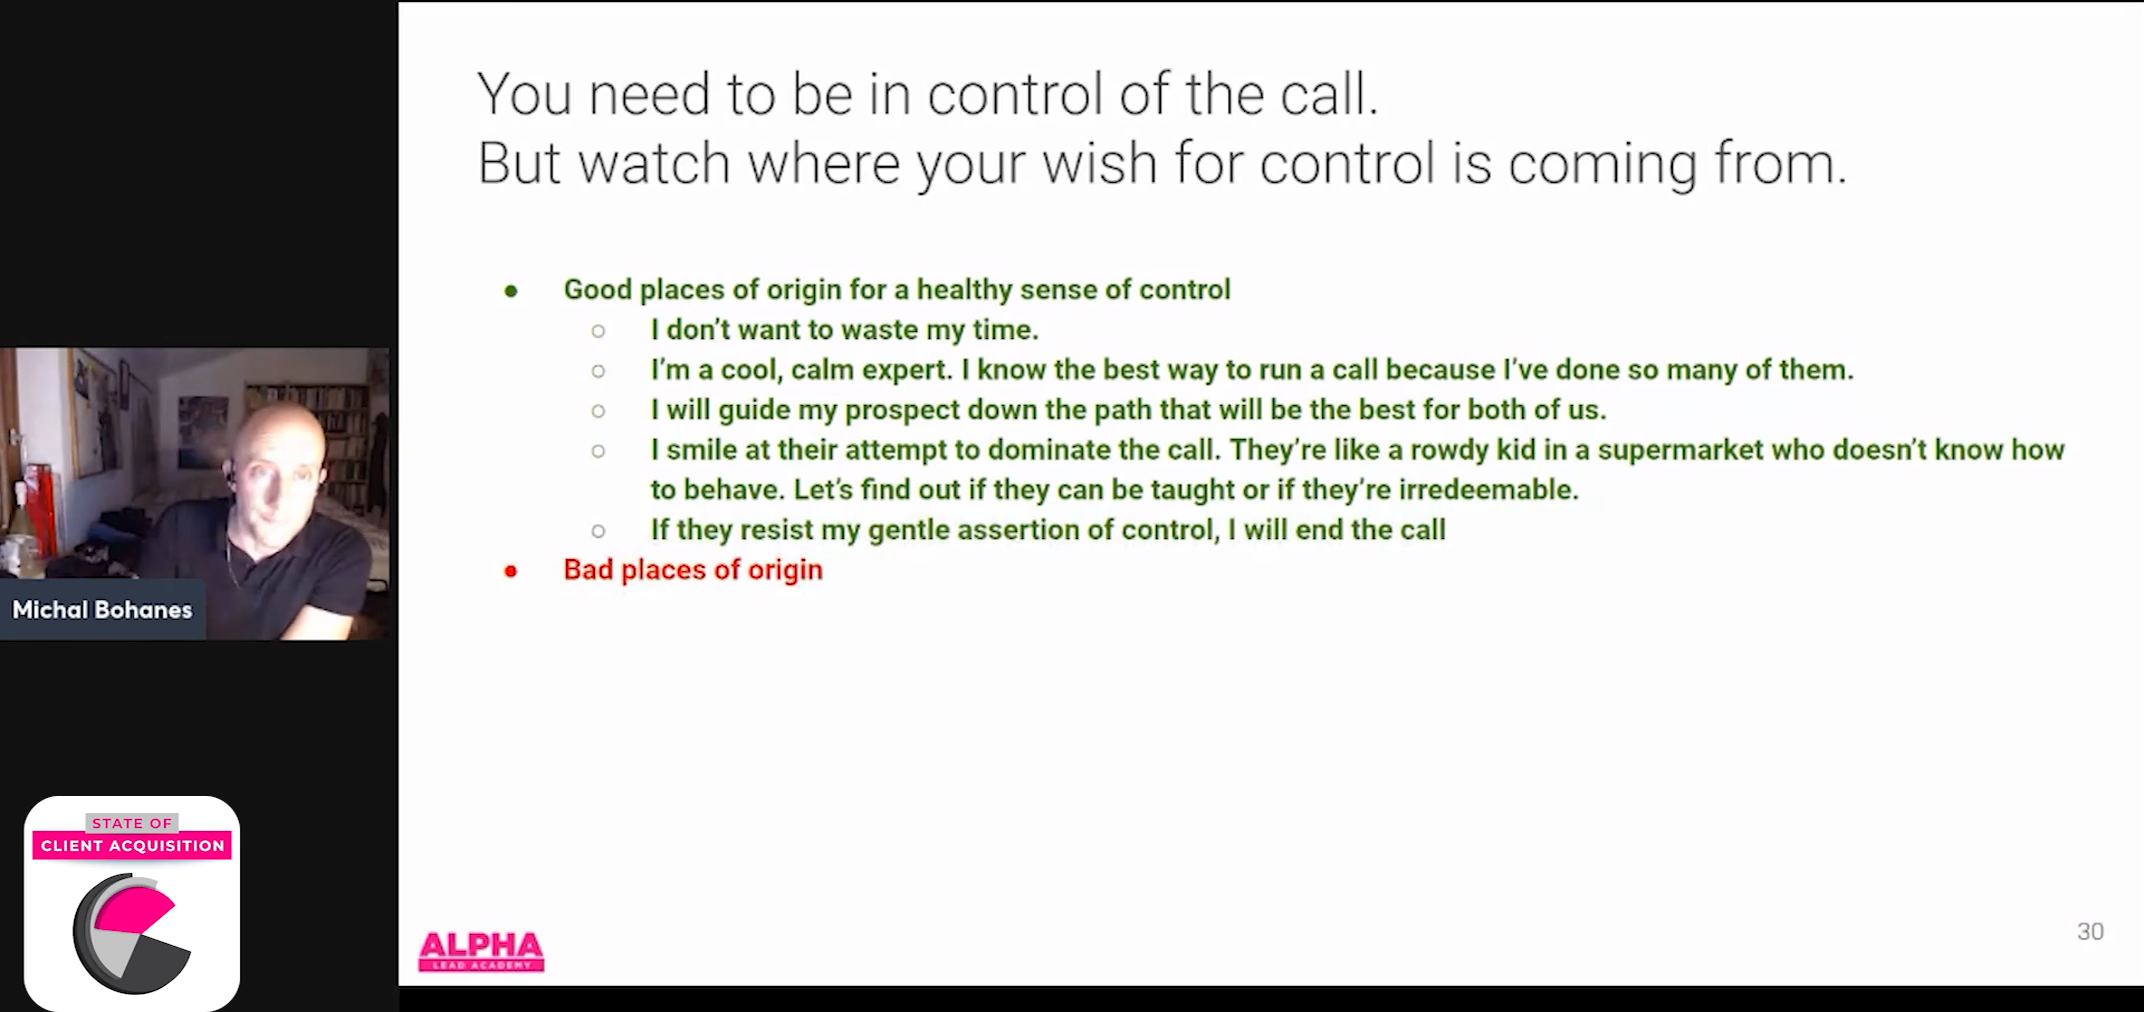 You need to be in control of the call.
But watch where your wish for control is coming from.
Good places of origin for a healthy sense of control
I don't want to waste my time.
I'm a cool, calm expert. I know the best way to run a call because I've done so many of them.
I will guide my prospect down the path that will be the best for both of us.
I smile at their attempt to dominate the call. They're like a rowdy kid in a supermarket who doesn't know how
to behave. Let's find out if they can be taught or if they're irredeemable.
If they resist my gentle assertion of control, I will end the call
Bad places of origin
Michal Bohanes
STATE OF
CLIENT ACQUISITION
ALPHA
LEAD ACADEMY
30